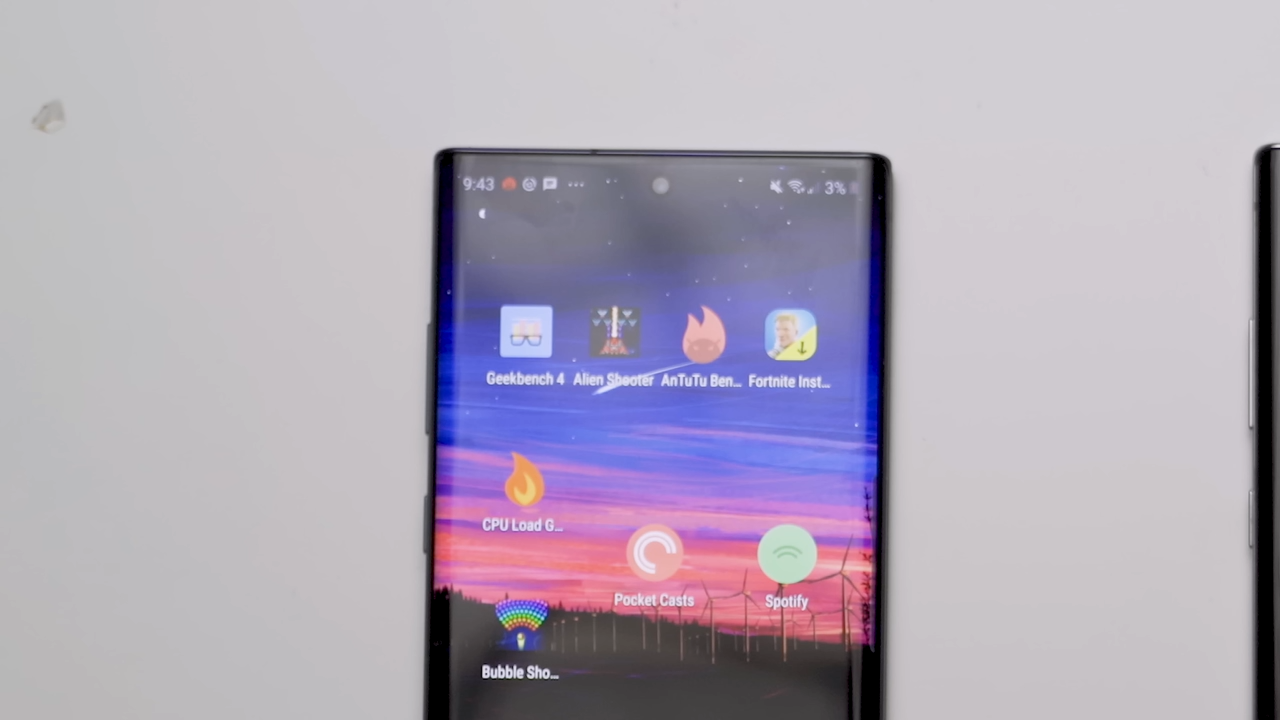 9:43 3%
Geekbench 4 Alien Shooter AnTuTu Ben... Fortnite Inst...
CPU Load G...
Pocket Casts Spotify
Bubble Sho...